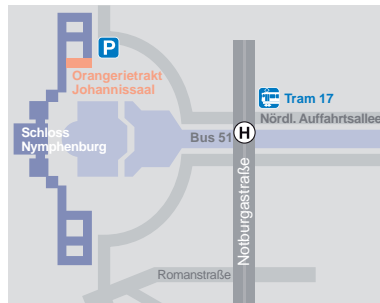 P
Orangerietrakt
Johannissaal
Tram 17
Nördl. Auffahrtsallee
Schloss
Nymphenburg
Bus 51
H
Notburgastraße
Romanstraße